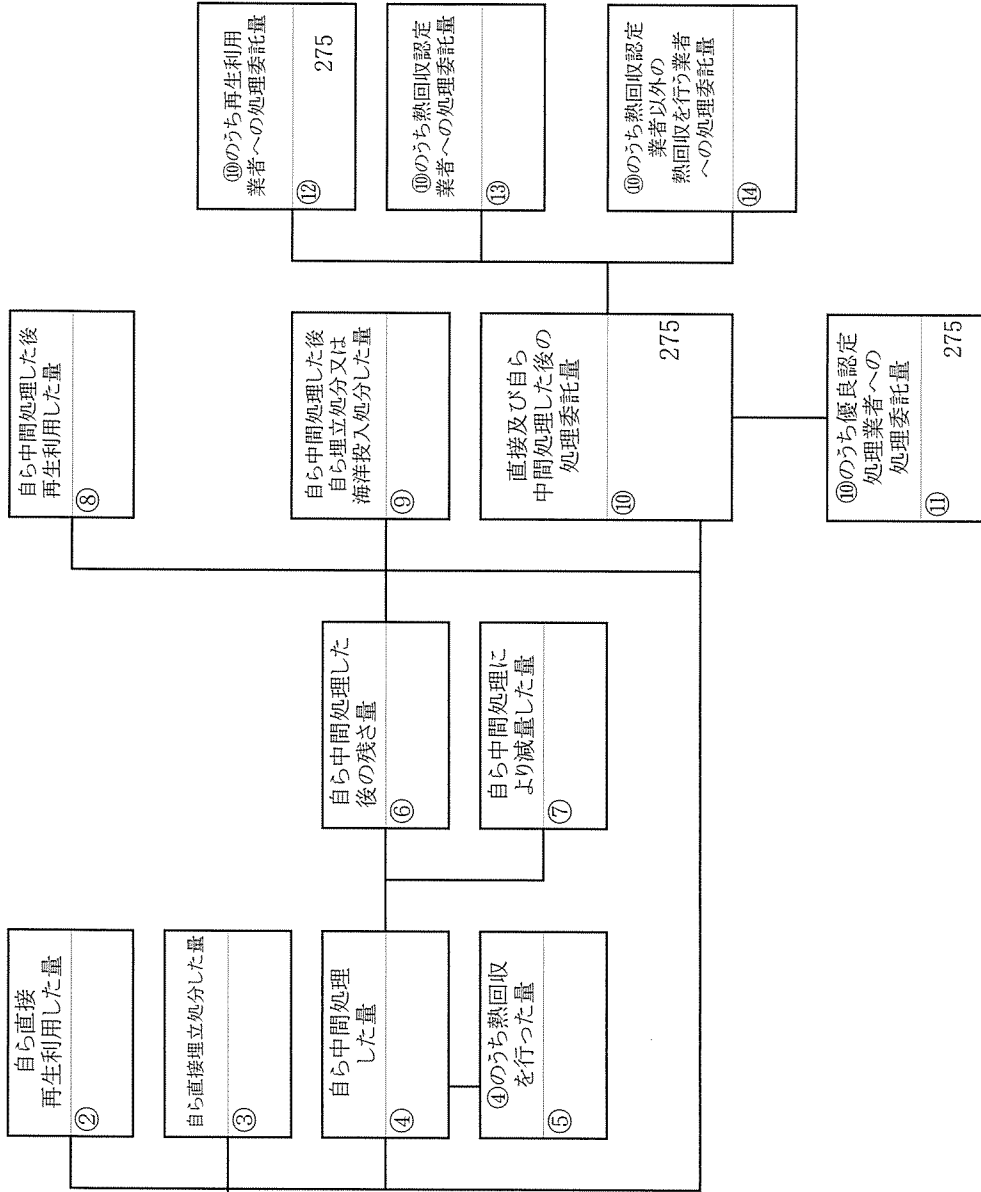 自ら直接
再生利用した量
②
自ら直接埋立処分した量
③
自ら中間処理
した量
④
④のうち熱回収
を行った量
⑤
自ら中間処理した
後の残さ量
⑥
自ら中間処理に
より減量した量
⑦
自ら中間処理した後
再生利用した量
⑧
自ら中間処理した後
自ら埋立処分又は
海洋投入処分した量
⑨
直接及び自ら
中間処理した後の
処理委託量
⑩
275
⑩のうち優良認定
処理業者への
処理委託量
⑪
275
⑩のうち再生利用
業者への処理委託量
⑫
275
⑩のうち熱回収認定
業者への処理委託量
⑬
⑩のうち熱回収認定
業者以外の
熱回収を行う業者
への処理委託量
⑭